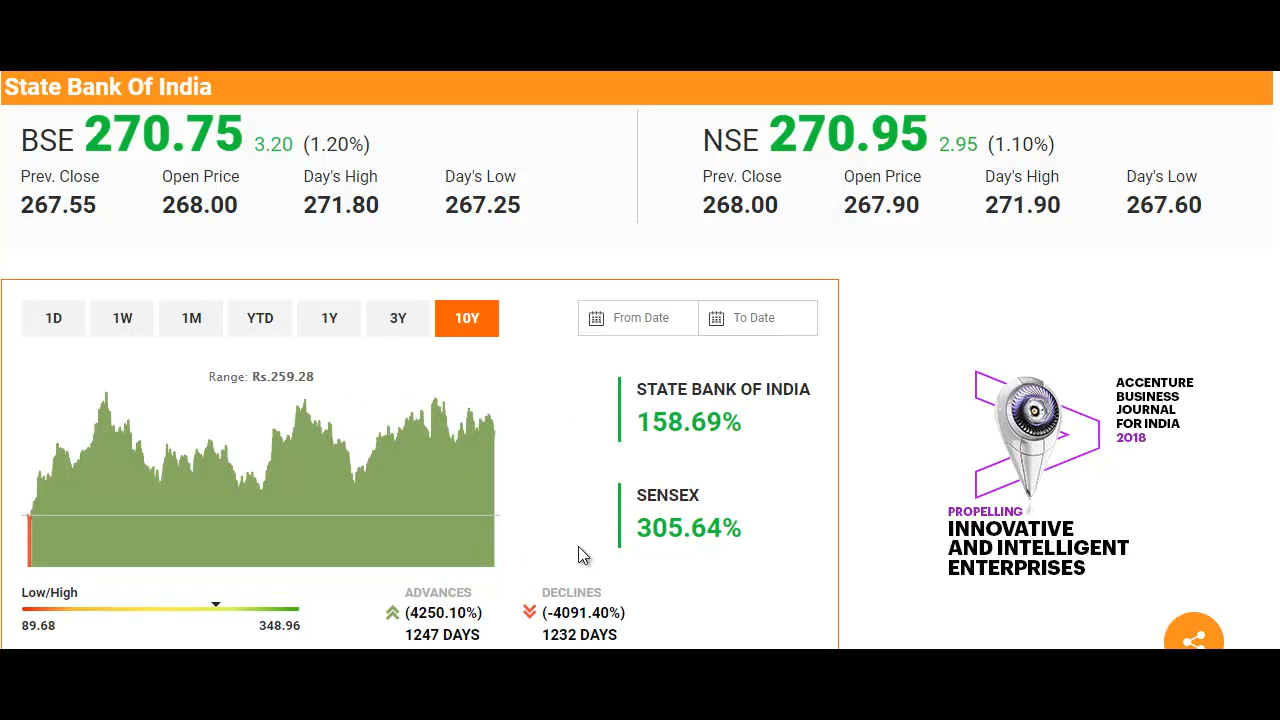 State Bank Of India
BSE 270.75 3.20 (1.20%)
Prev. Close Open Price Day's High Day's Low
267.55 268.00 271.80 267.25
NSE 270.95 2.95 (1.10%)
Prev. Close Open Price Day's High Day's Low
268.00 267.90 271.90 267.60
1D 1W 1M YTD 1Y 3Y 10Y
From Date To Date
Range: Rs.259.28
STATE BANK OF INDIA
158.69%
SENSEX
305.64%
Low/High
89.68 348.96
ADVANCES
(4250.10%)
1247 DAYS
DECLINES
(-4091.40%)
1232 DAYS
ACCENTURE
BUSINESS
JOURNAL
FOR INDIA
2018
PROPELLING
INNOVATIVE
AND INTELLIGENT
ENTERPRISES